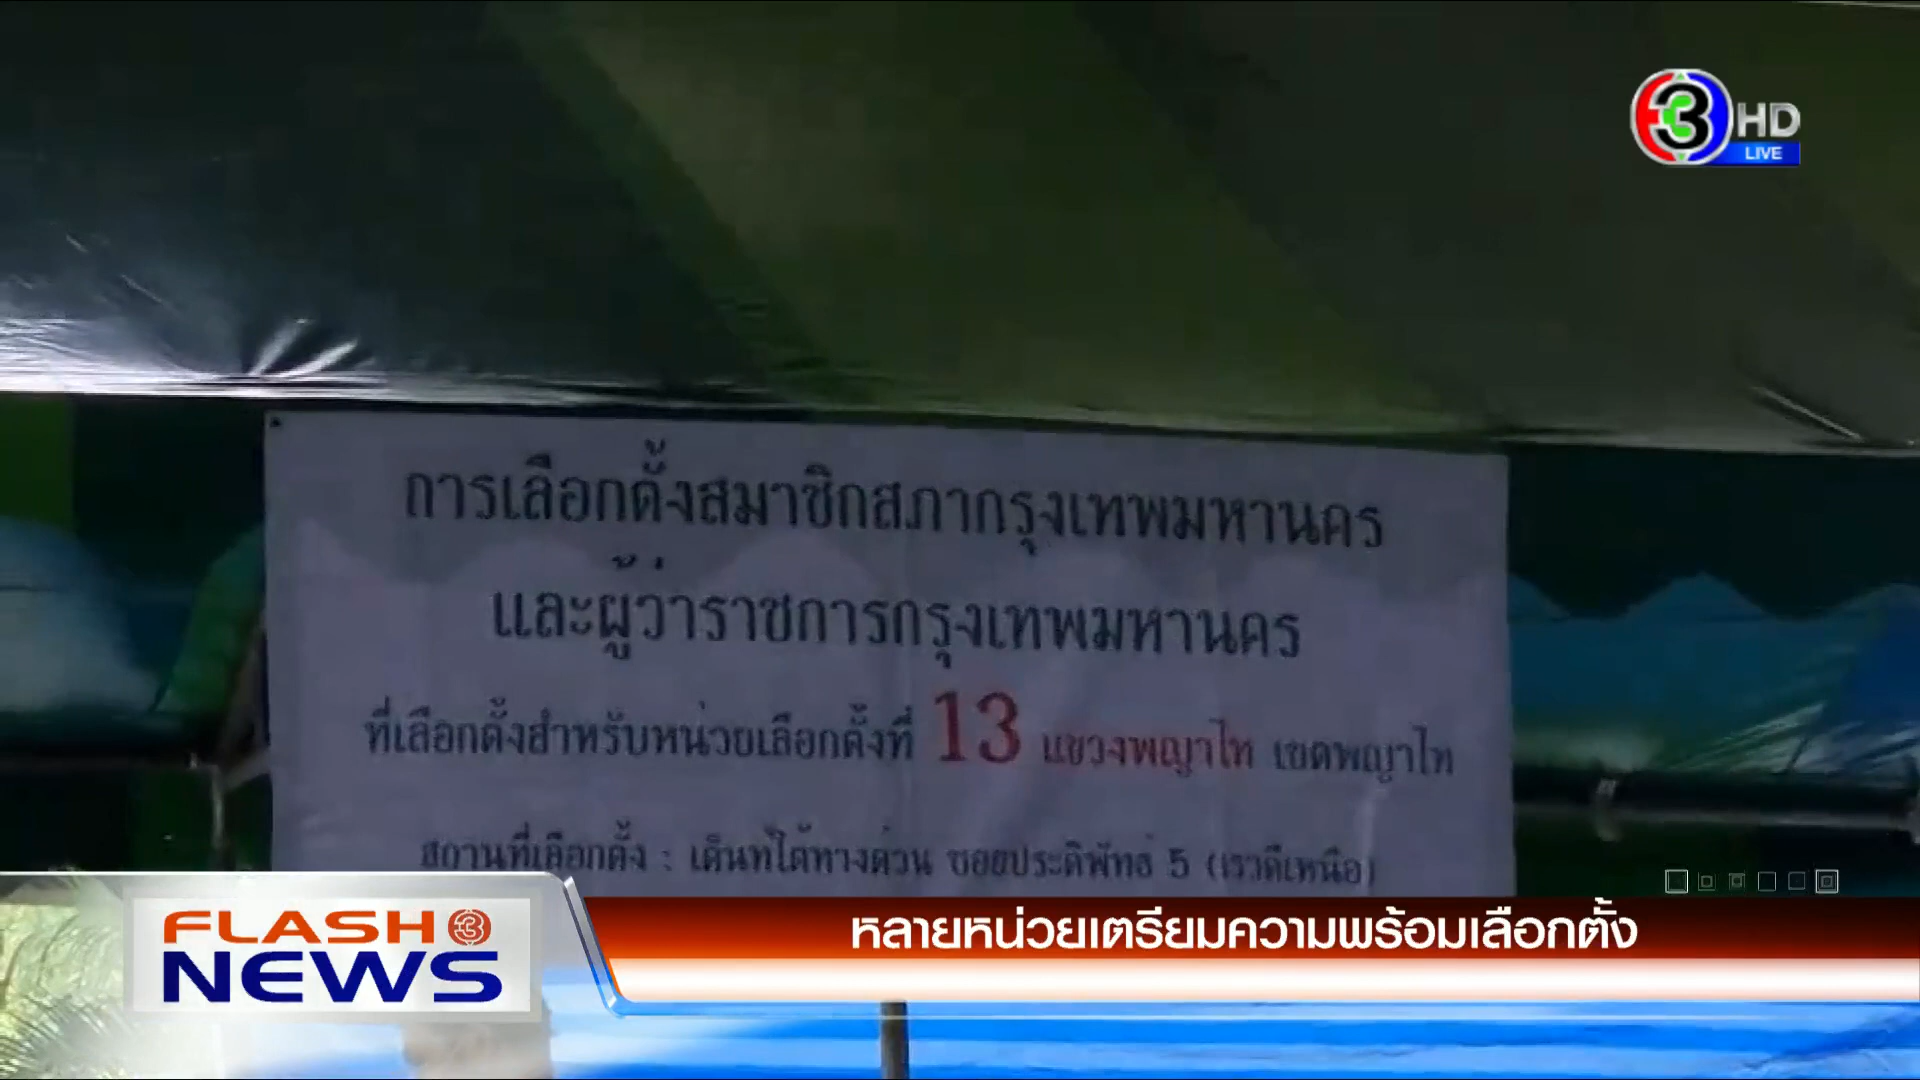 3 HD
LIVE
การเลือกตั้งสมาชิกสภากรุงเทพมหานคร
และผู้ว่าราชการกรุงเทพมหานคร
ที่เลือกตั้งสำหรับหน่วยเลือกตั้งที่ 13 แขวงพญาไท เขตพญาไท
สถานที่เลือกตั้ง : เต็นท์ใต้ทางด่วน ซอยประดิพัทธ์ 5
FLASH 3
NEWS
หลายหน่วยเตรียมความพร้อมเลือกตั้ง